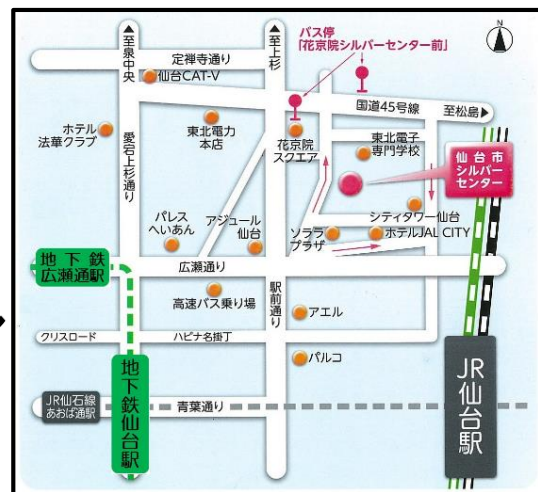 ▲至泉中央
▲至上杉
バス停
「花京院シルバーセンター前」
N
定禅寺通り
仙台CAT-V
国道45号線
至松島▶
ホテル
法華クラブ
愛宕上杉通り
東北電力
本店
花京院
スクエア
東北電子
専門学校
仙台市
シルバー
センター
パレス
へいあん
アジュール
仙台
ソララ
プラザ
シティタワー仙台
ホテルJAL CITY
地下鉄
広瀬通駅
広瀬通り
高速バス乗り場
駅前通り
アエル
クリスロード
ハピナ名掛丁
パルコ
地下鉄仙台駅
JR仙台駅
JR仙石線
あおば通駅
青葉通り